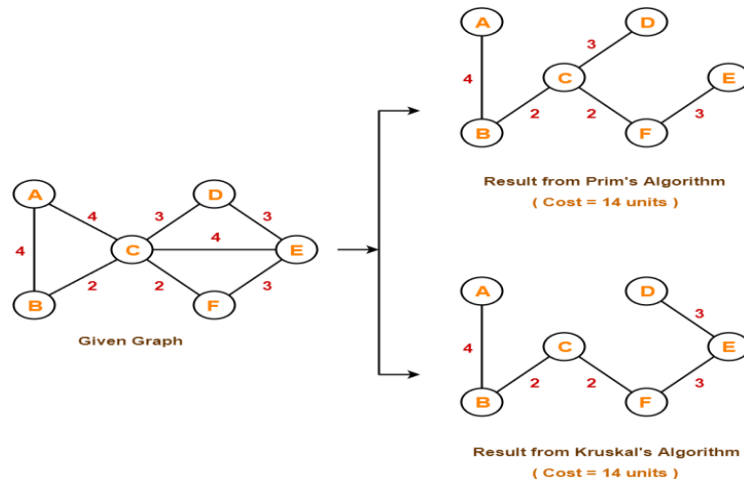 A
4
B
4
C
2
3
D
4
3
E
2
F
3
Given Graph
A
4
B
2
C
3
D
2
F
3
E
Result from Prim's Algorithm
( Cost = 14 units )
A
4
B
2
C
2
F
3
E
3
D
Result from Kruskal's Algorithm
( Cost = 14 units )